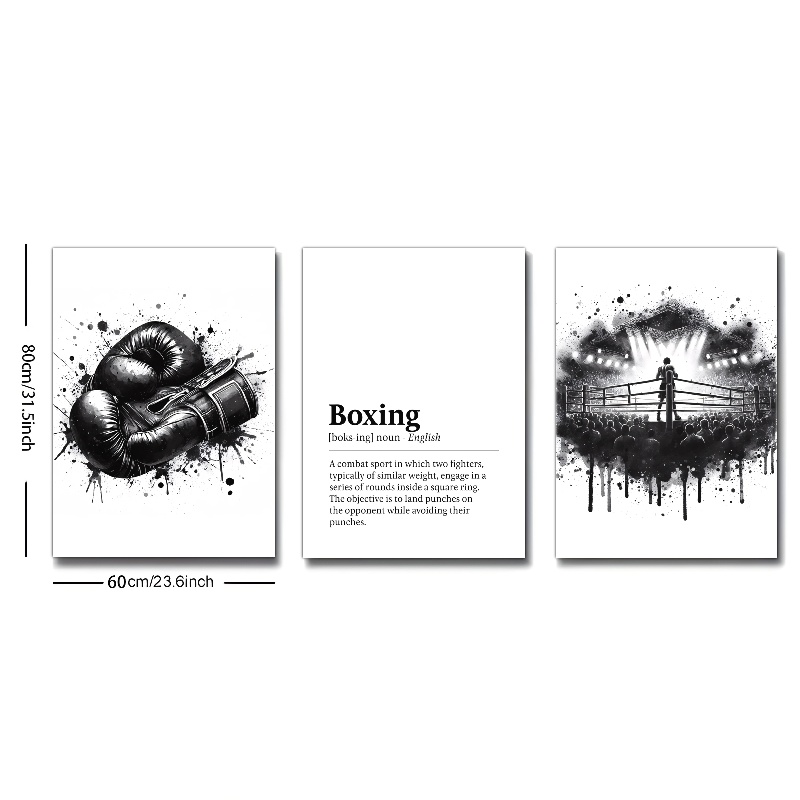 80cm/31.5inch
Boxing
[boks·ing] noun · English
A combat sport in which two fighters,
typically of similar weight, engage in a
series of rounds inside a square ring.
The objective is to land punches on
the opponent while avoiding their
punches.
60cm/23.6inch